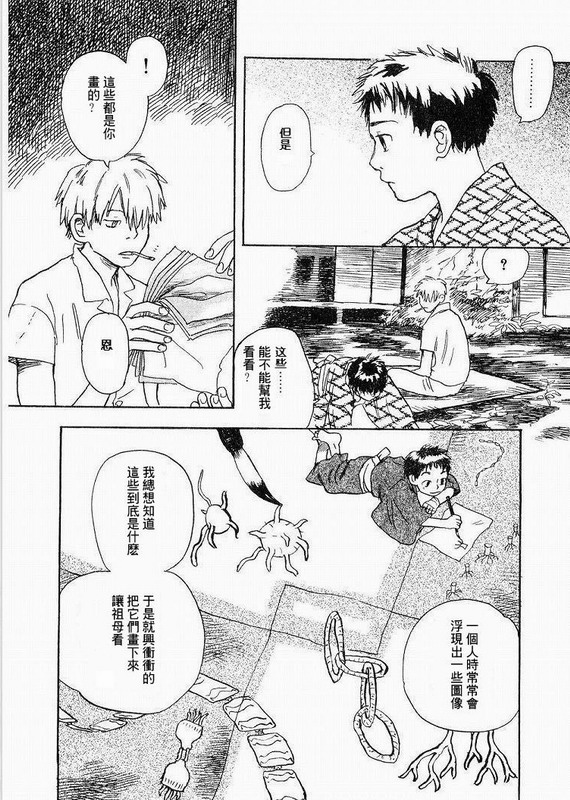 …………
但是
?
这些……
能不能幫我
看看?
!
這些都是你
畫的?
恩
一個人時常常會
浮現出一些圖像
我總想知道
這些到底是什麽
于是就興衝衝的
把它們畫下來
讓祖母看